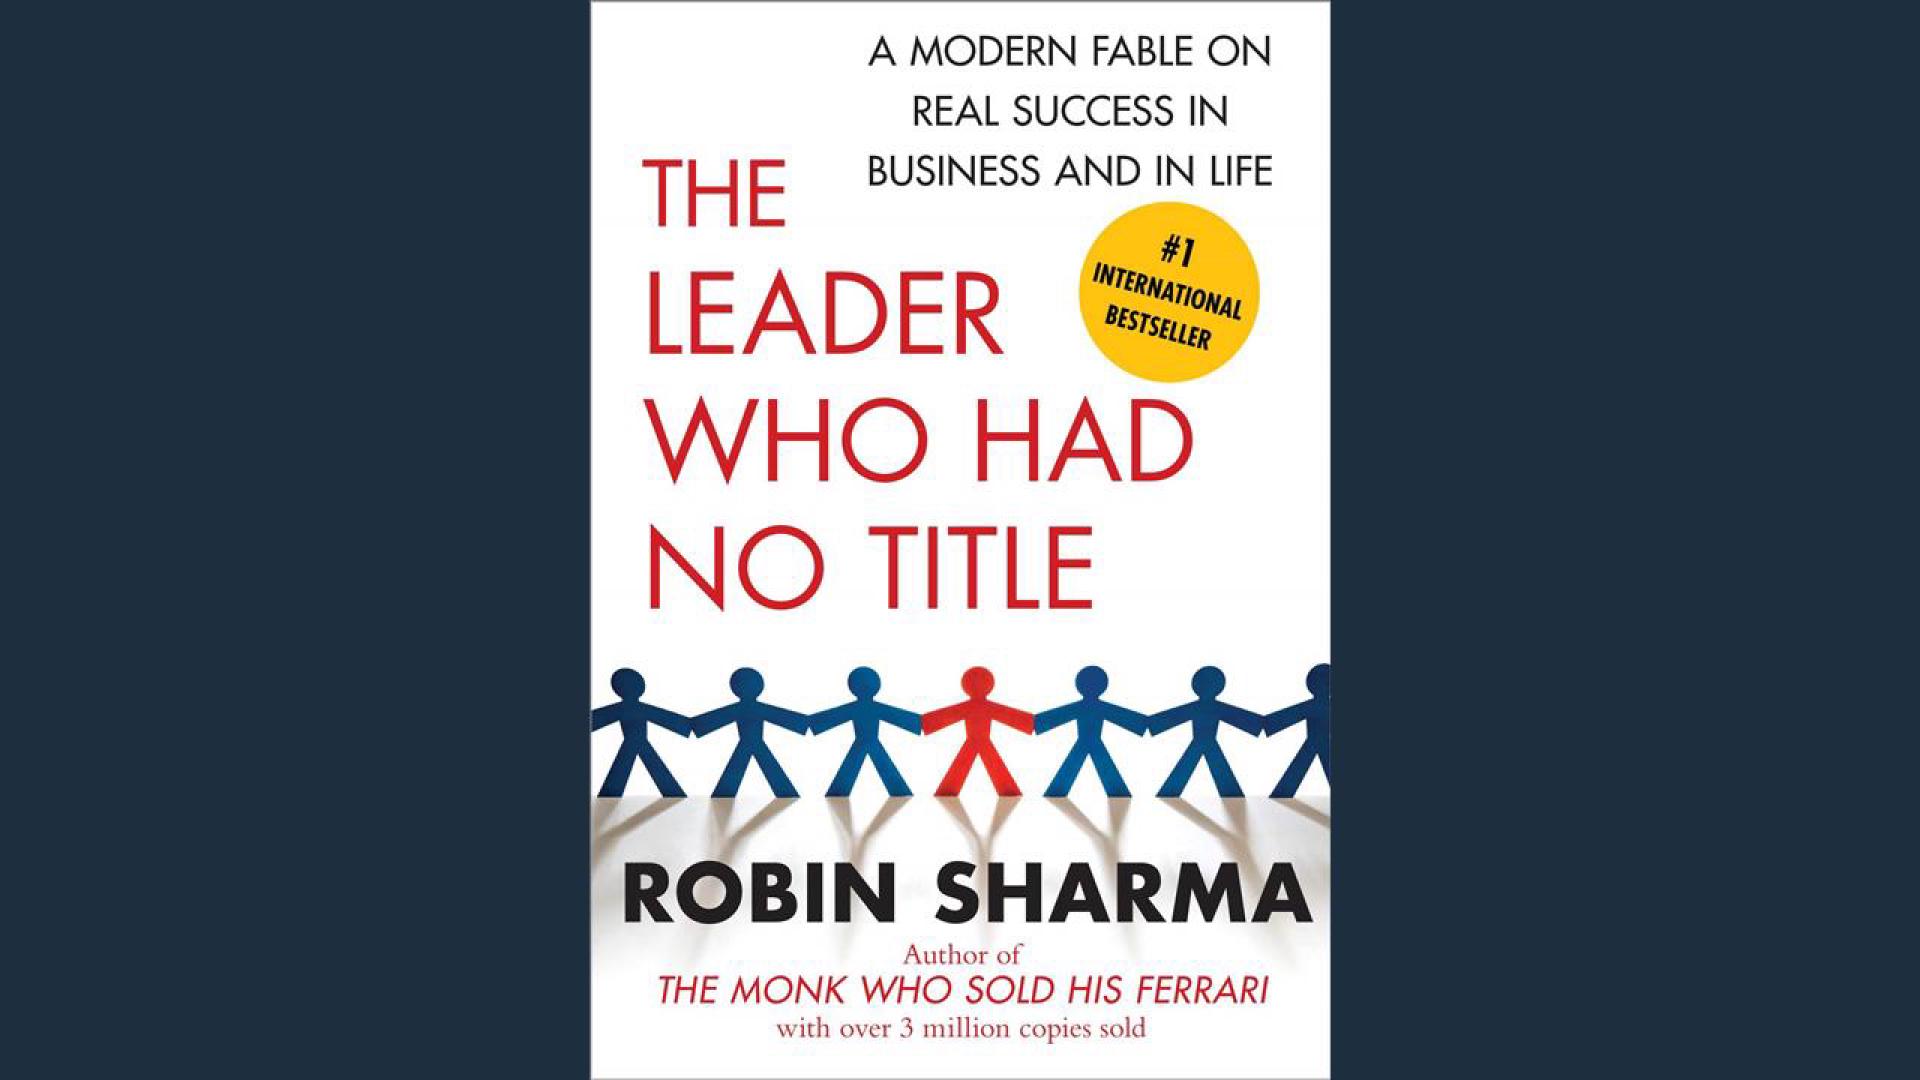 A MODERN FABLE ON
REAL SUCCESS IN
BUSINESS AND IN LIFE
THE
LEADER
WHO HAD
NO TITLE
#1
INTERNATIONAL
BESTSELLER
ROBIN SHARMA
Author of
THE MONK WHO SOLD HIS FERRARI
with over 3 million copies sold